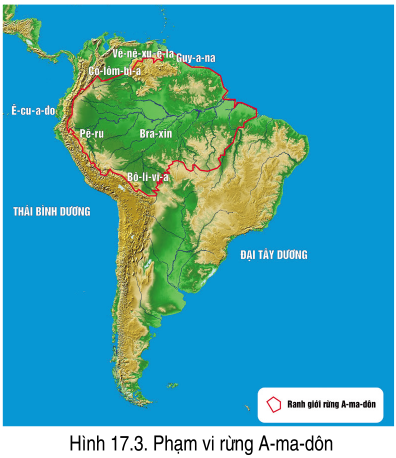 Vê-nê-xu-ê-la
Guy-a-na
Cô-lôm-bi-a
Ê-cu-a-do
Pê-ru
Bra-xin
Bô-li-vi-a
THÁI BÌNH DƯƠNG
ĐẠI TÂY DƯƠNG
Ranh giới rừng A-ma-dôn
Hình 17.3. Phạm vi rừng A-ma-dôn